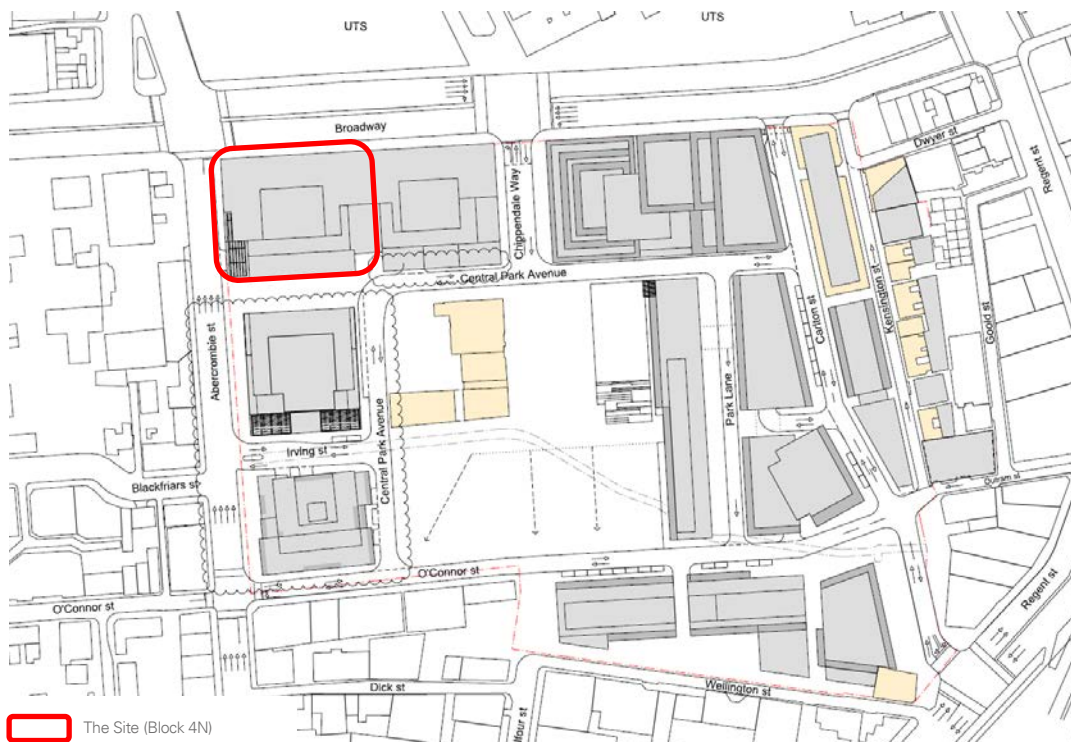 UTS
UTS
Broadway
Dwyer st
Regent st
Chippendale Way
Central Park Avenue
Carlton st
Kensington st
Goold st
Abercrombie st
Park Lane
Central Park Avenue
Irving st
Blackfriars st
Outram st
O'Connor st
O'Connor st
Regent st
Dick st
Wellington st
The Site (Block 4N)